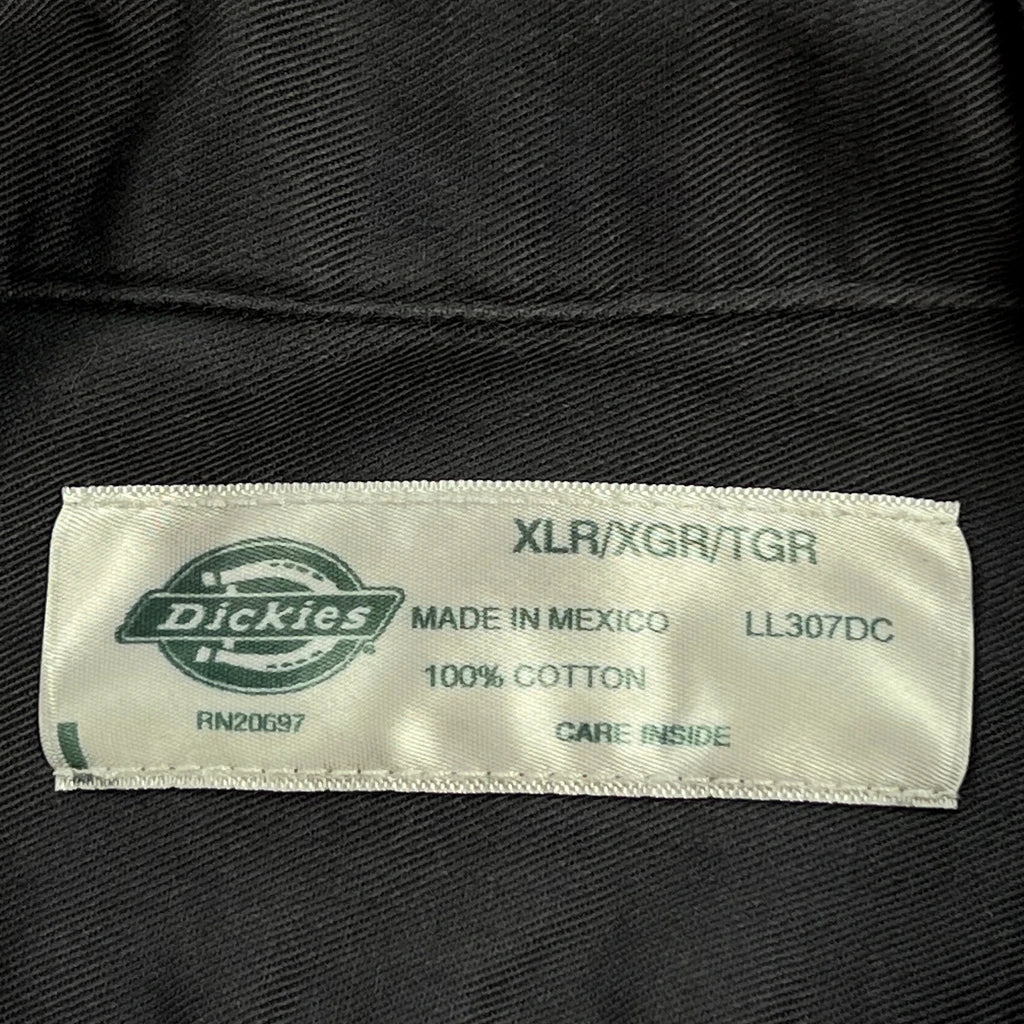 XLR/XGR/TGR
Dickies®
MADE IN MEXICO
LL307DC
100% COTTON
RN20697
CARE INSIDE